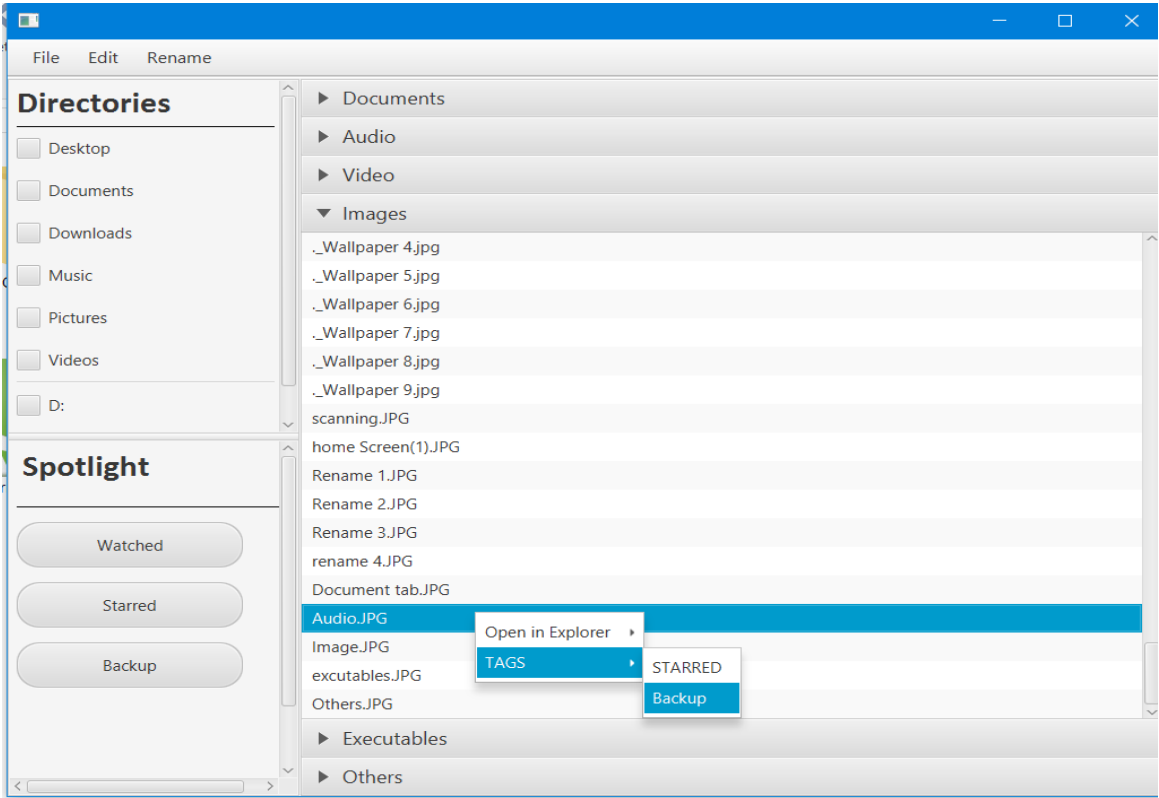 File Edit Rename
Directories
Desktop
Documents
Downloads
Music
Pictures
Videos
D:
Spotlight
Watched
Starred
Backup
Documents
Audio
Video
Images
._Wallpaper 4.jpg
._Wallpaper 5.jpg
._Wallpaper 6.jpg
._Wallpaper 7.jpg
._Wallpaper 8.jpg
._Wallpaper 9.jpg
scanning.JPG
home Screen(1).JPG
Rename 1.JPG
Rename 2.JPG
Rename 3.JPG
rename 4.JPG
Document tab.JPG
Audio.JPG
Image.JPG
excutables.JPG
Others.JPG
Open in Explorer
TAGS
STARRED
Backup
Executables
Others